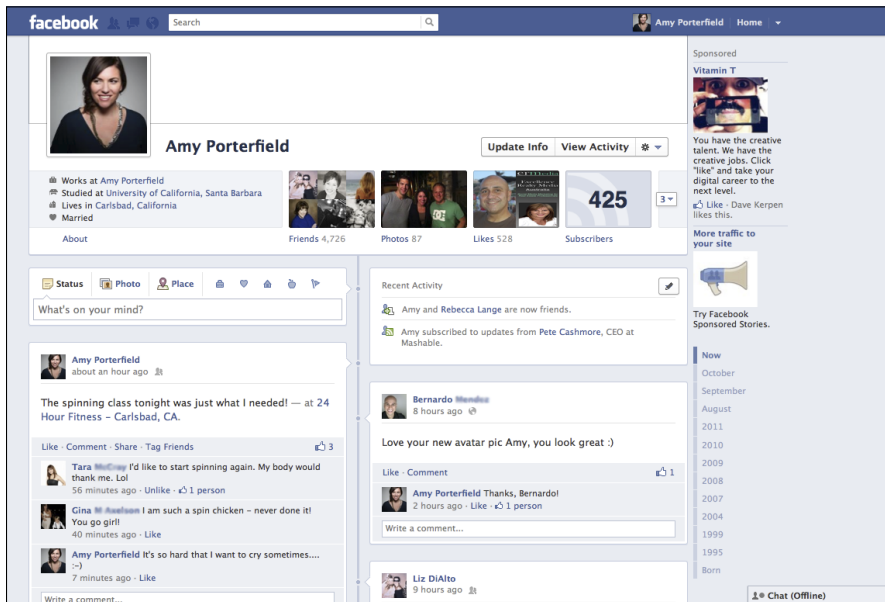 facebook
Search
Amy Porterfield
Home
Amy Porterfield
Update Info
View Activity
Works at Amy Porterfield
Studied at University of California, Santa Barbara
Lives in Carlsbad, California
Married
About
Friends 4,726
Photos 87
Likes 528
425
Subscribers
3
Status
Photo
Place
What's on your mind?
Amy Porterfield
about an hour ago
The spinning class tonight was just what I needed! — at 24
Hour Fitness – Carlsbad, CA.
Like · Comment · Share · Tag Friends
3
Tara I'd like to start spinning again. My body would
thank me. Lol
56 minutes ago · Unlike · 1 person
Gina I am such a spin chicken – never done it!
You go girl!
40 minutes ago · Like
Amy Porterfield It's so hard that I want to cry sometimes....
:-)
7 minutes ago · Like
Write a comment...
Recent Activity
Amy and Rebecca Lange are now friends.
Amy subscribed to updates from Pete Cashmore, CEO at
Mashable.
Bernardo
8 hours ago
Love your new avatar pic Amy, you look great :)
Like · Comment
1
Amy Porterfield Thanks, Bernardo!
2 hours ago · Like · 1 person
Write a comment...
Liz DiAlto
9 hours ago
Sponsored
Vitamin T
You have the creative
talent. We have the
creative jobs. Click
"like" and take your
digital career to the
next level.
Like · Dave Kerpen
likes this.
More traffic to
your site
Try Facebook
Sponsored Stories.
Now
October
September
August
2011
2010
2009
2008
2007
2004
1999
1995
Born
Chat (Offline)